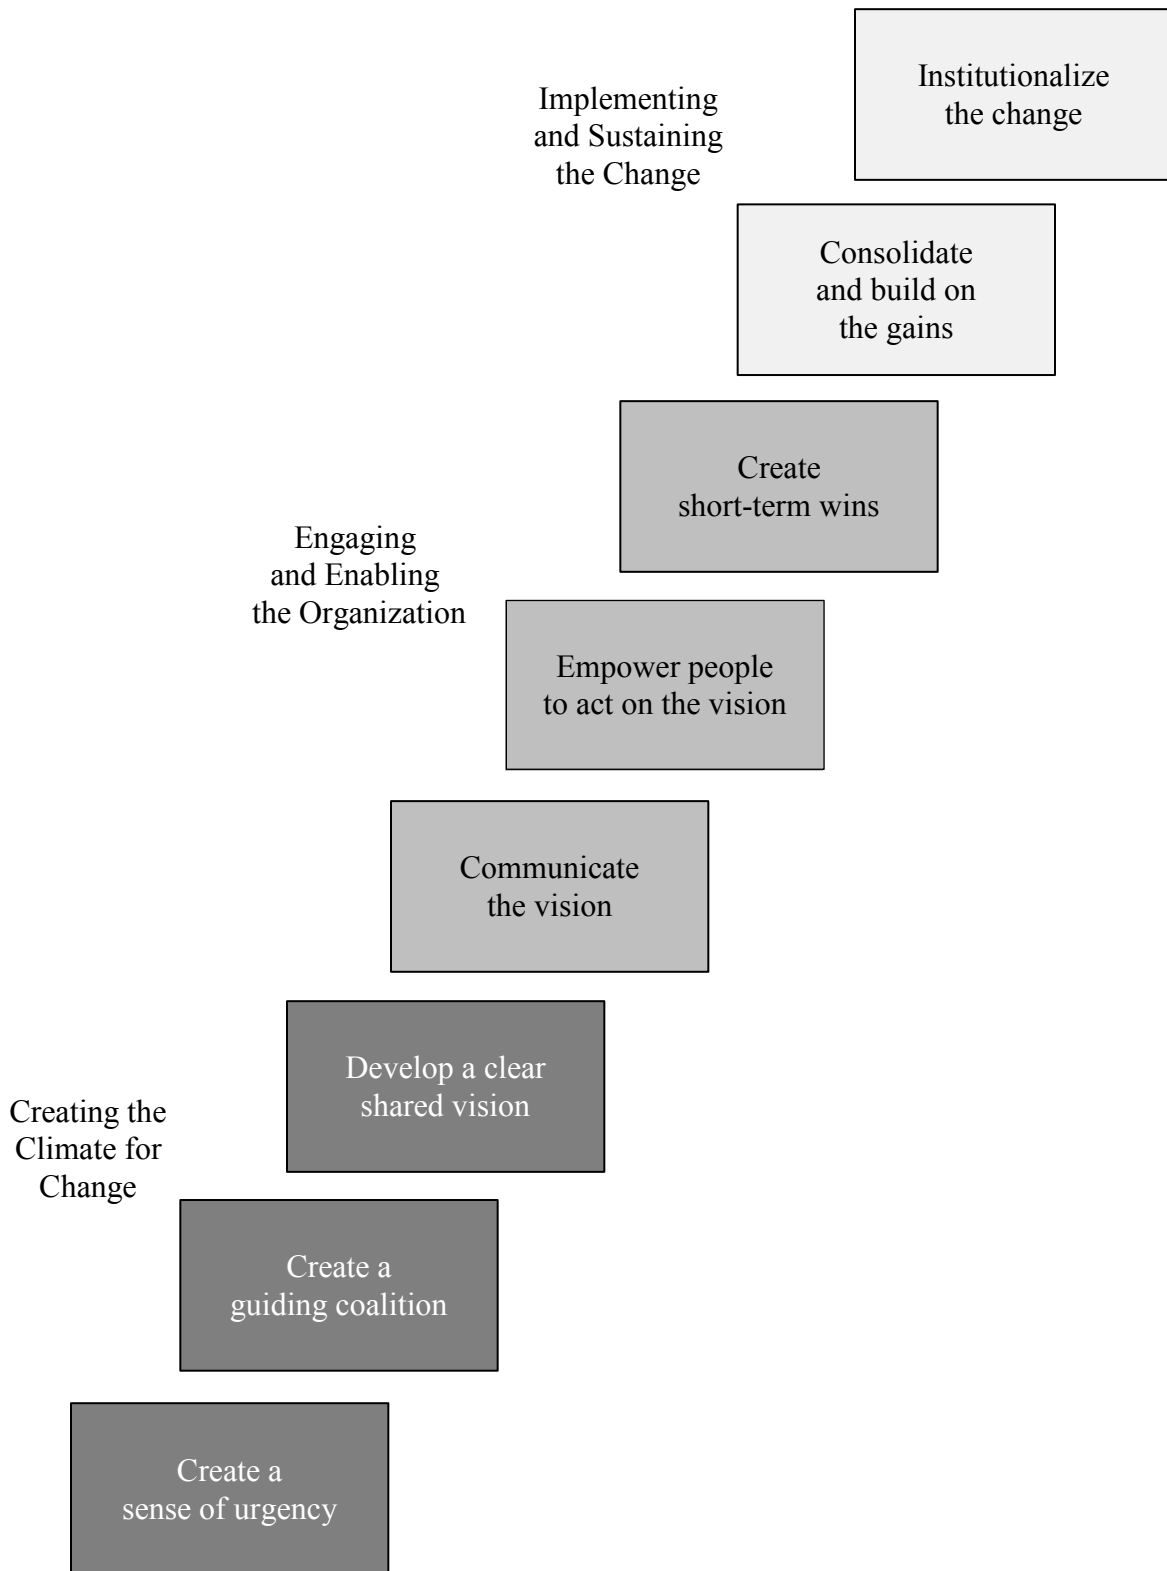 Institutionalize
the change
Implementing
and Sustaining
the Change
Consolidate
and build on
the gains
Create
short-term wins
Engaging
and Enabling
the Organization
Empower people
to act on the vision
Communicate
the vision
Develop a clear
shared vision
Creating the
Climate for
Change
Create a
guiding coalition
Create a
sense of urgency